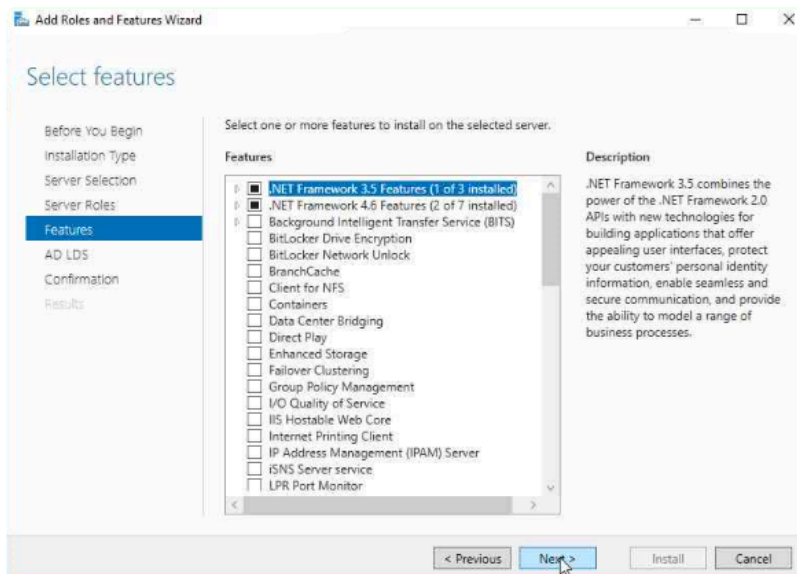 Add Roles and Features Wizard
Select features
Before You Begin
Installation Type
Server Selection
Server Roles
Features
AD LDS
Confirmation
Results
Select one or more features to install on the selected server.
Features
.NET Framework 3.5 Features (1 of 3 installed)
.NET Framework 4.6 Features (2 of 7 installed)
Background Intelligent Transfer Service (BITS)
BitLocker Drive Encryption
BitLocker Network Unlock
BranchCache
Client for NFS
Containers
Data Center Bridging
Direct Play
Enhanced Storage
Failover Clustering
Group Policy Management
I/O Quality of Service
IIS Hostable Web Core
Internet Printing Client
IP Address Management (IPAM) Server
iSNS Server service
LPR Port Monitor
Description
.NET Framework 3.5 combines the
power of the .NET Framework 2.0
APIs with new technologies for
building applications that offer
appealing user interfaces, protect
your customers' personal identity
information, enable seamless and
secure communication, and provide
the ability to model a range of
business processes.
< Previous
Next >
Install
Cancel